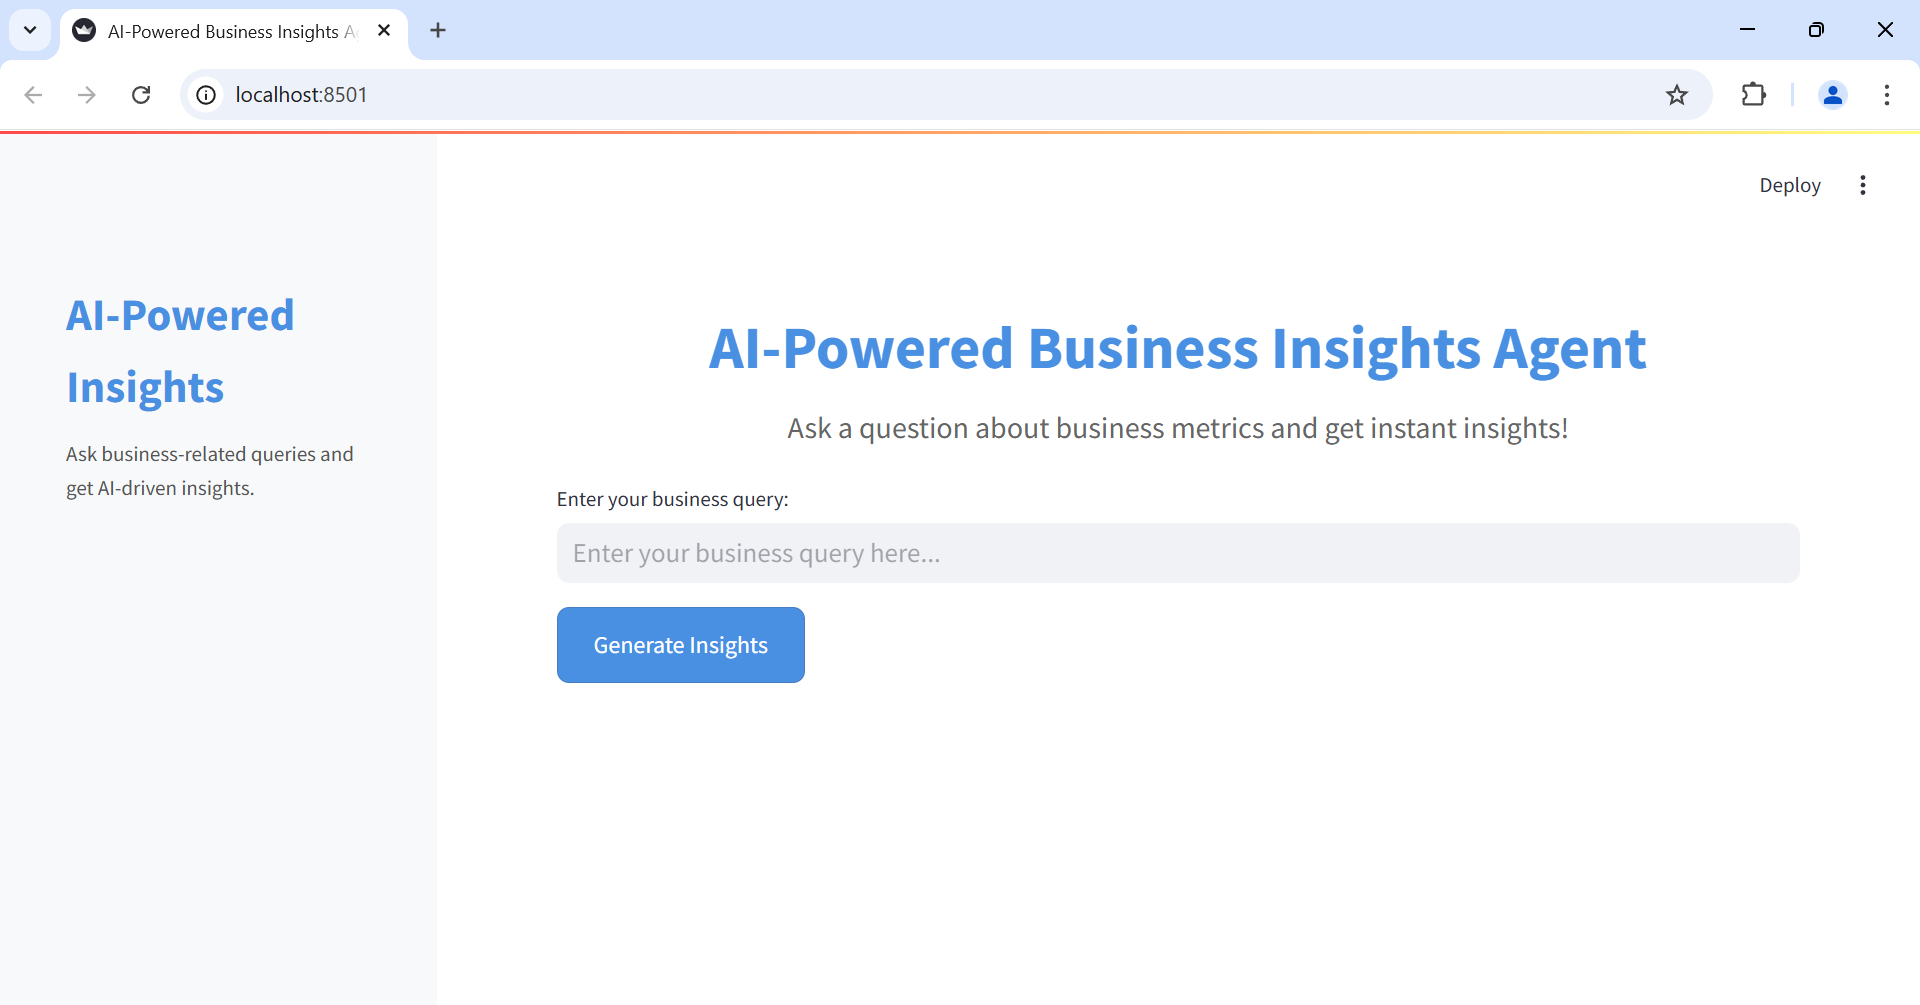 AI-Powered Business Insights A
localhost:8501
Deploy
AI-Powered
Insights
Ask business-related queries and
get AI-driven insights.
AI-Powered Business Insights Agent
Ask a question about business metrics and get instant insights!
Enter your business query:
Enter your business query here...
Generate Insights